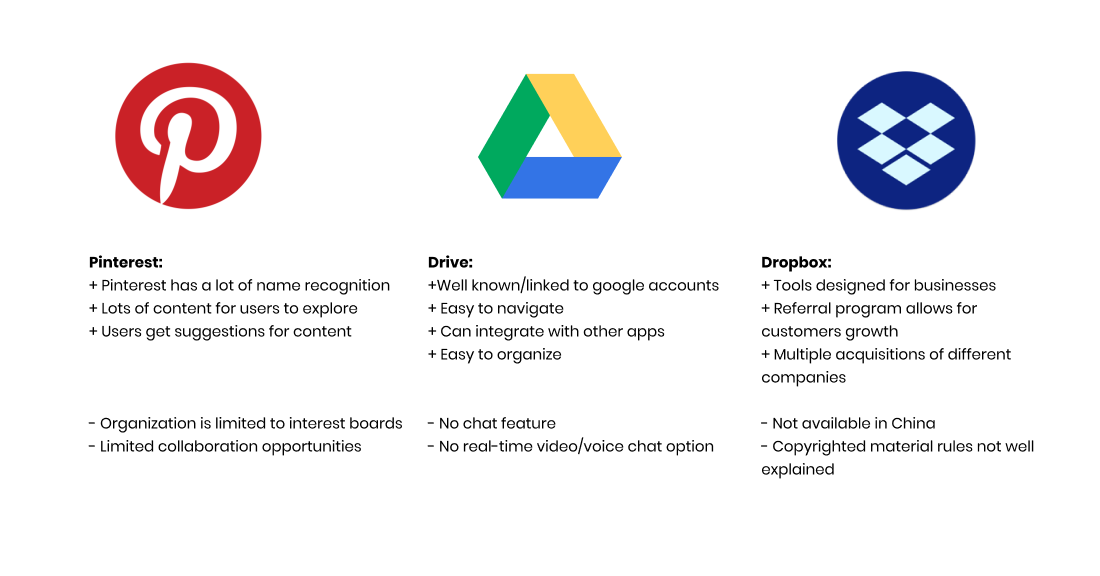 Pinterest:
+ Pinterest has a lot of name recognition
+ Lots of content for users to explore
+ Users get suggestions for content
- Organization is limited to interest boards
- Limited collaboration opportunities
Drive:
+Well known/linked to google accounts
+ Easy to navigate
+ Can integrate with other apps
+ Easy to organize
- No chat feature
- No real-time video/voice chat option
Dropbox:
+ Tools designed for businesses
+ Referral program allows for
customers growth
+ Multiple acquisitions of different
companies
- Not available in China
- Copyrighted material rules not well
explained